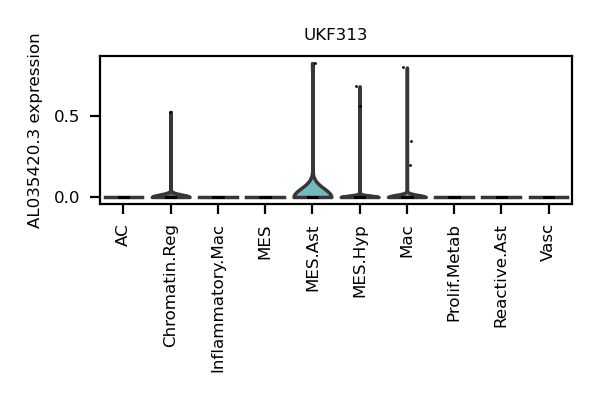 UKF313
AL035420.3 expression
0.5
0.0
AC
Chromatin.Reg
Inflammatory.Mac
MES
MES.Ast
MES.Hyp
Mac
Prolif.Metab
Reactive.Ast
Vasc